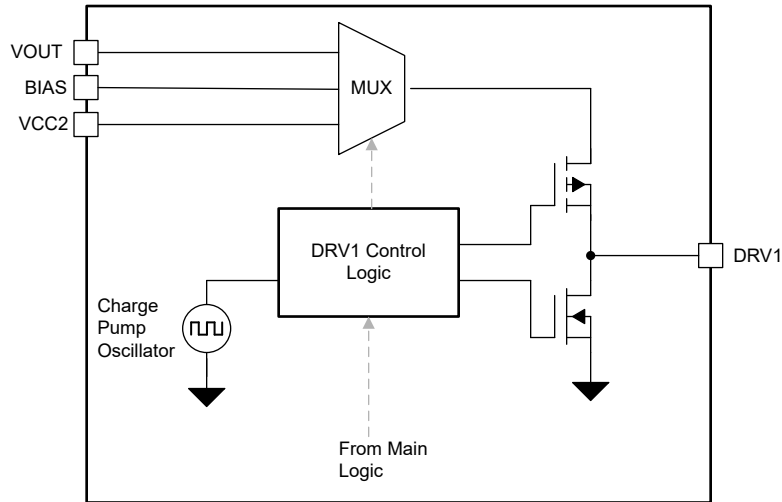 VOUT
BIAS
VCC2
MUX
DRV1 Control
Logic
DRV1
Charge
Pump
Oscillator
From Main
Logic